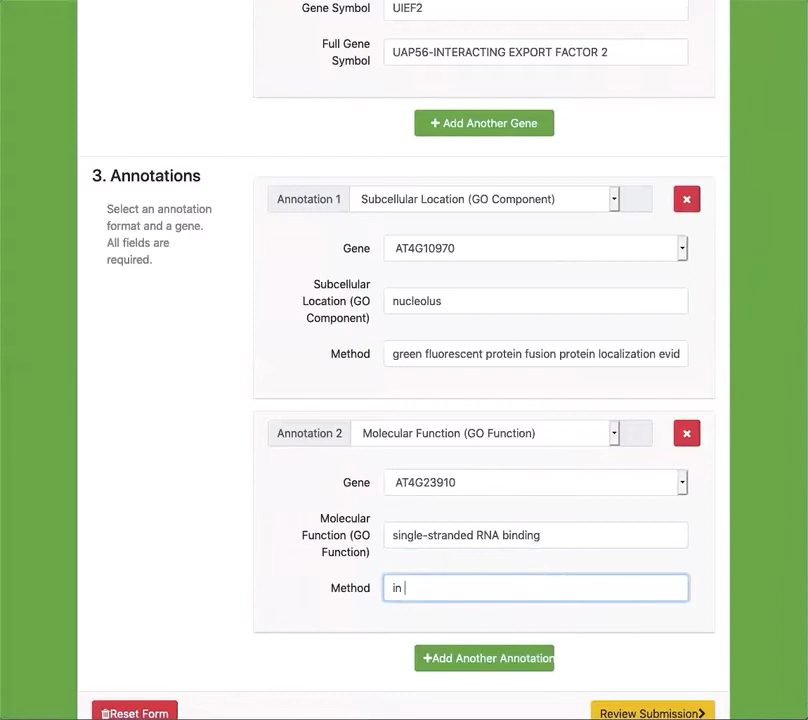 Gene Symbol
UIEF2
Full Gene
Symbol
UAP56-INTERACTING EXPORT FACTOR 2
+ Add Another Gene
3. Annotations
Select an annotation
format and a gene.
All fields are
required.
Annotation 1
Subcellular Location (GO Component)
Gene
AT4G10970
Subcellular
Location (GO
Component)
nucleolus
Method
green fluorescent protein fusion protein localization evid
Annotation 2
Molecular Function (GO Function)
Gene
AT4G23910
Molecular
Function (GO
Function)
single-stranded RNA binding
Method
in
+Add Another Annotation
Reset Form
Review Submission